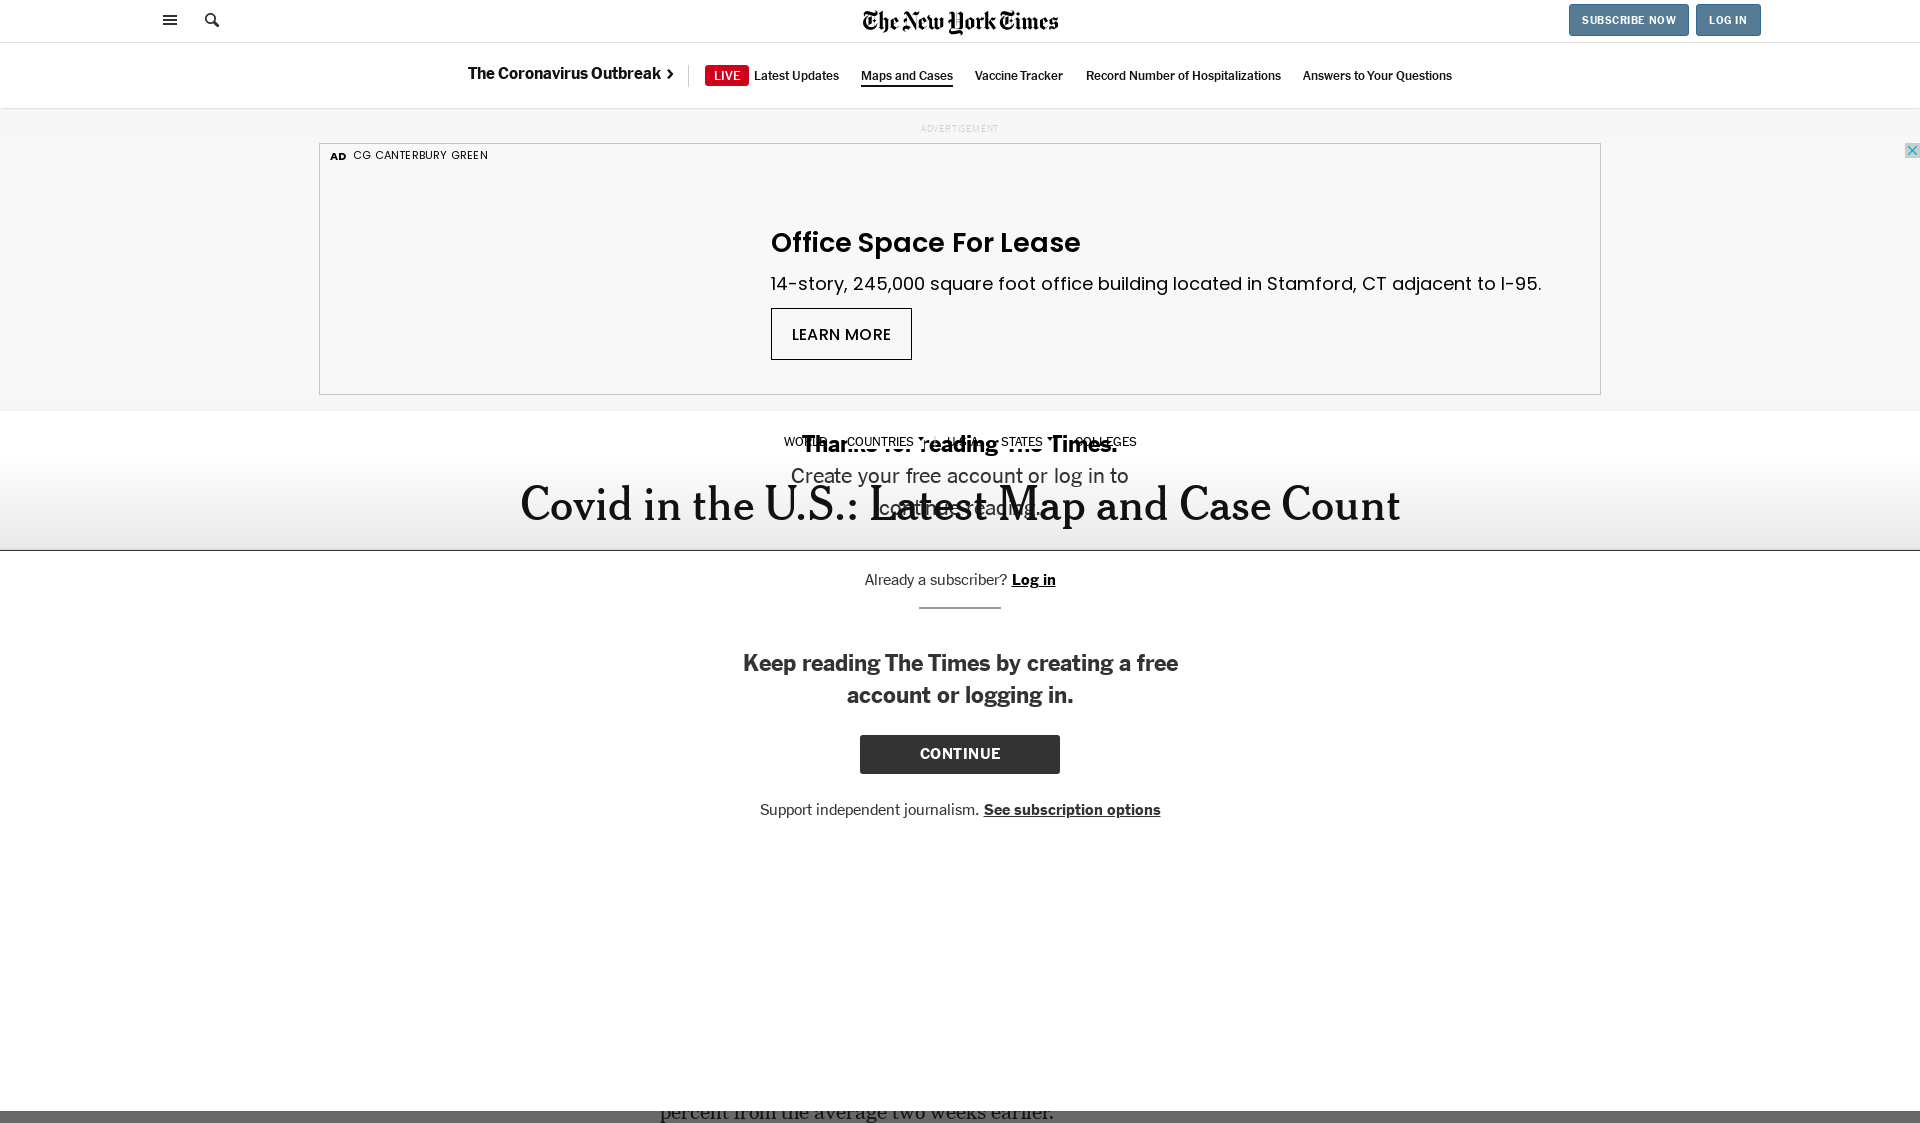 The New York Times
SUBSCRIBE NOW
LOG IN
The Coronavirus Outbreak
LIVE Latest Updates
Maps and Cases
Vaccine Tracker
Record Number of Hospitalizations
Answers to Your Questions
ADVERTISEMENT
AD CG CANTERBURY GREEN
Office Space For Lease
14-story, 245,000 square foot office building located in Stamford, CT adjacent to I-95.
LEARN MORE
WORLD COUNTRIES U.S.A. STATES COLLEGES
Thanks for reading The Times.
Create your free account or log in to
continue reading.
Covid in the U.S.: Latest Map and Case Count
Already a subscriber? Log in
Keep reading The Times by creating a free
account or logging in.
CONTINUE
Support independent journalism. See subscription options
percent from the average two weeks earlier.